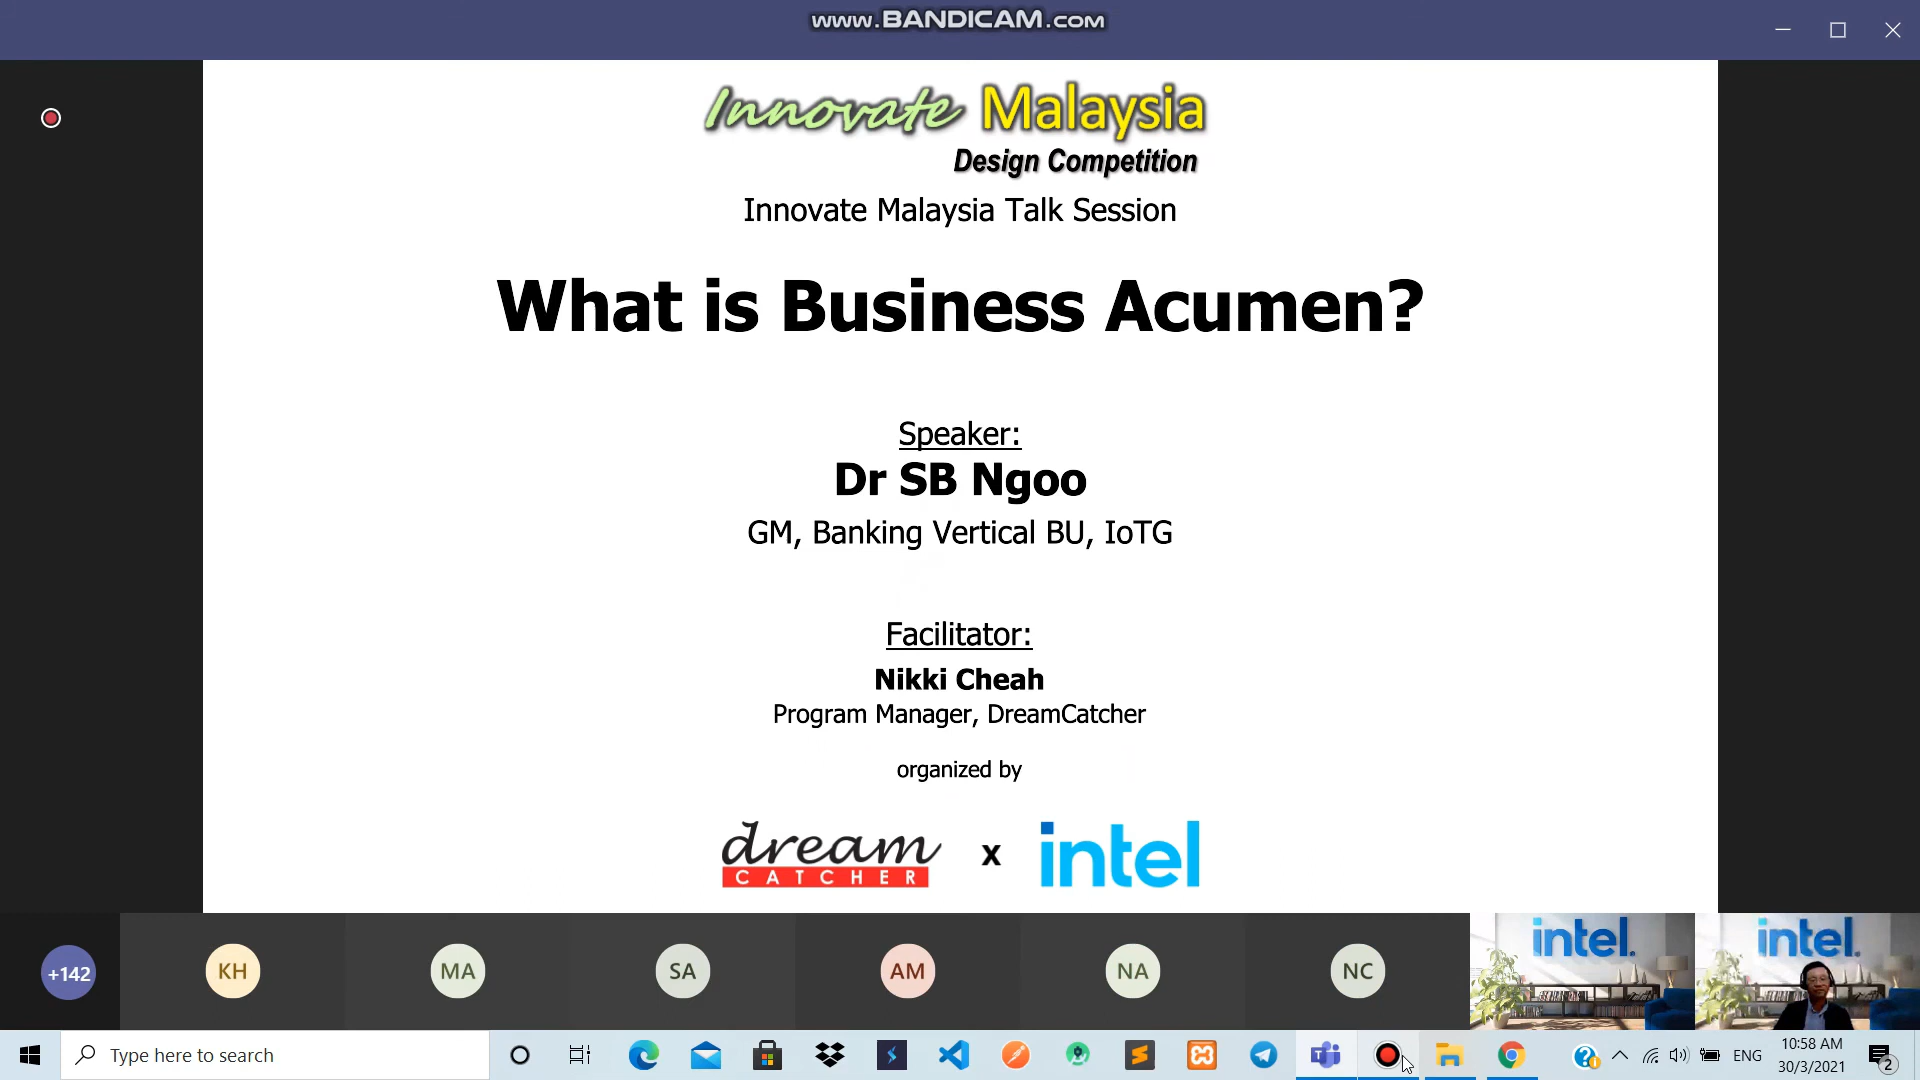 www.BANDICAM.com
Innovate Malaysia
Design Competition
Innovate Malaysia Talk Session
What is Business Acumen?
Speaker:
Dr SB Ngoo
GM, Banking Vertical BU, IoTG
Facilitator:
Nikki Cheah
Program Manager, DreamCatcher
organized by
dream
CATCHER
x
intel
+142
KH
MA
SA
AM
NA
NC
intel.
intel.
Type here to search
ENG
10:58 AM
30/3/2021
2